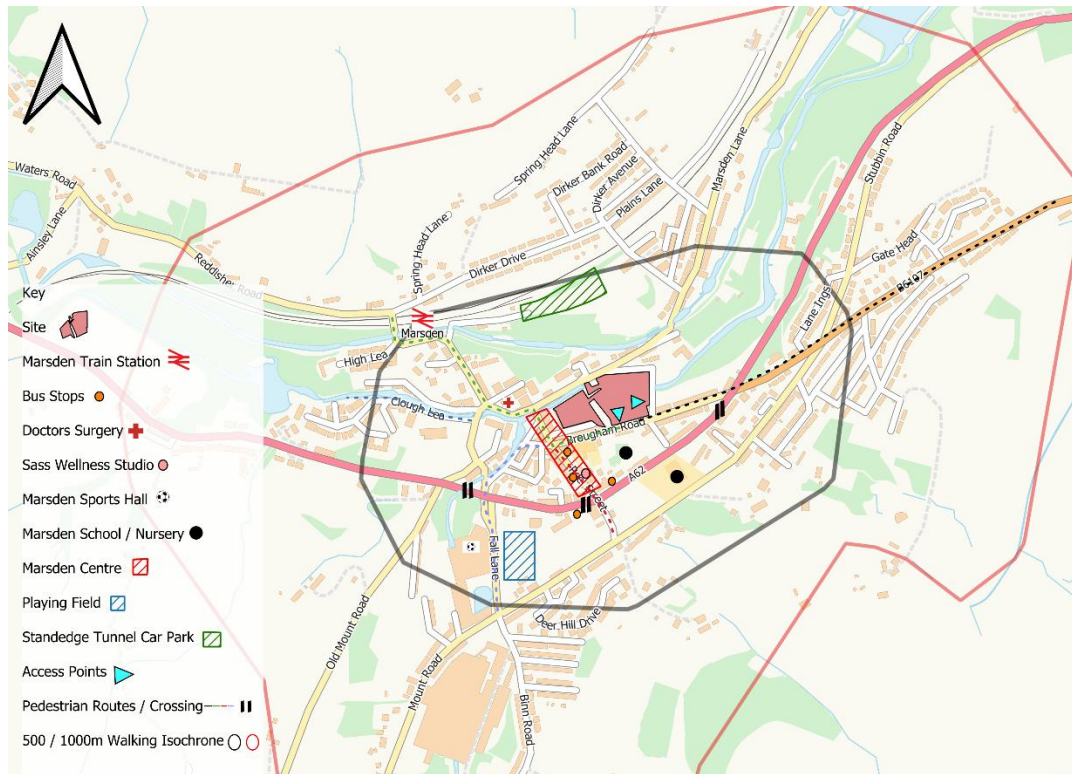 Spring Head Lane
Dirker Bank Road
Dirker Avenue
Plains Lane
Marsden Lane
Stubbin Road
Waters Road
Ainsley Lane
Reddisher Road
Spring Head Lane
Dirker Drive
Gate Head
B6107
Lane Ings
Marsden
High Lea
Clough Lea
Brougham Road
A62
Fall Lane
Old Mount Road
Mount Road
Deer Hill Drive
Binn Road
Key
Site
Marsden Train Station
Bus Stops
Doctors Surgery
Sass Wellness Studio
Marsden Sports Hall
Marsden School / Nursery
Marsden Centre
Playing Field
Standedge Tunnel Car Park
Access Points
Pedestrian Routes / Crossing
500 / 1000m Walking Isochrone